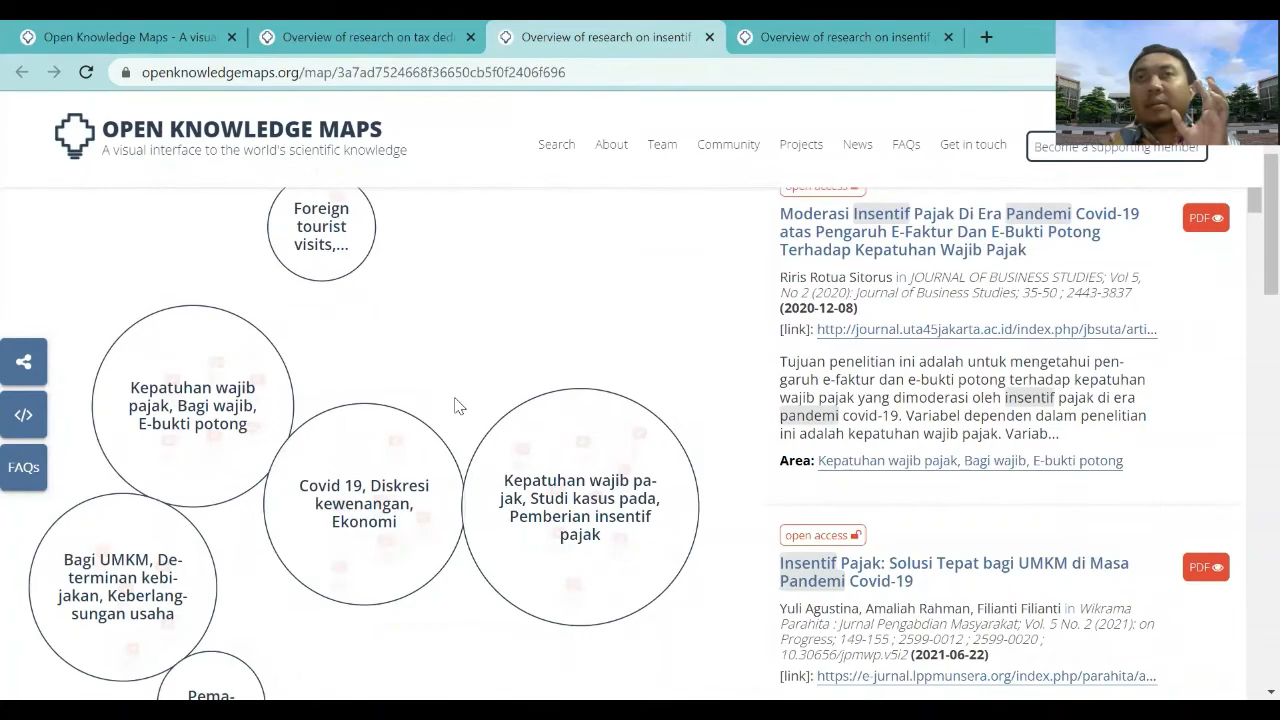 Open Knowledge Maps - A visua
Overview of research on tax ded
Overview of research on insentif
Overview of research on insentif
openknowledgemaps.org/map/3a7ad7524668f36650cb5f0f2406f696
OPEN KNOWLEDGE MAPS
A visual interface to the world's scientific knowledge
Search About Team Community Projects News FAQs Get in touch
Become a supporting member
Foreign
tourist
visits,...
Kepatuhan wajib
pajak, Bagi wajib,
E-bukti potong
Covid 19, Diskresi
kewenangan,
Ekonomi
Kepatuhan wajib pa-
jak, Studi kasus pada,
Pemberian insentif
pajak
Bagi UMKM, De-
terminan kebi-
jakan, Keberlang-
sungan usaha
Pema-
FAQs
open access
Moderasi Insentif Pajak Di Era Pandemi Covid-19
atas Pengaruh E-Faktur Dan E-Bukti Potong
Terhadap Kepatuhan Wajib Pajak
PDF
Riris Rotua Sitorus in JOURNAL OF BUSINESS STUDIES; Vol 5,
No 2 (2020): Journal of Business Studies; 35-50 ; 2443-3837
(2020-12-08)
[link]: http://journal.uta45jakarta.ac.id/index.php/jbsuta/arti...
Tujuan penelitian ini adalah untuk mengetahui pen-
garuh e-faktur dan e-bukti potong terhadap kepatuhan
wajib pajak yang dimoderasi oleh insentif pajak di era
pandemi covid-19. Variabel dependen dalam penelitian
ini adalah kepatuhan wajib pajak. Variab...
Area: Kepatuhan wajib pajak, Bagi wajib, E-bukti potong
open access
Insentif Pajak: Solusi Tepat bagi UMKM di Masa
Pandemi Covid-19
PDF
Yuli Agustina, Amaliah Rahman, Filianti Filianti in Wikrama
Parahita : Jurnal Pengabdian Masyarakat; Vol. 5 No. 2 (2021): on
Progress; 149-155 ; 2599-0012 ; 2599-0020 ;
10.30656/jpmwp.v5i2 (2021-06-22)
[link]: https://e-jurnal.lppmunsera.org/index.php/parahita/a...